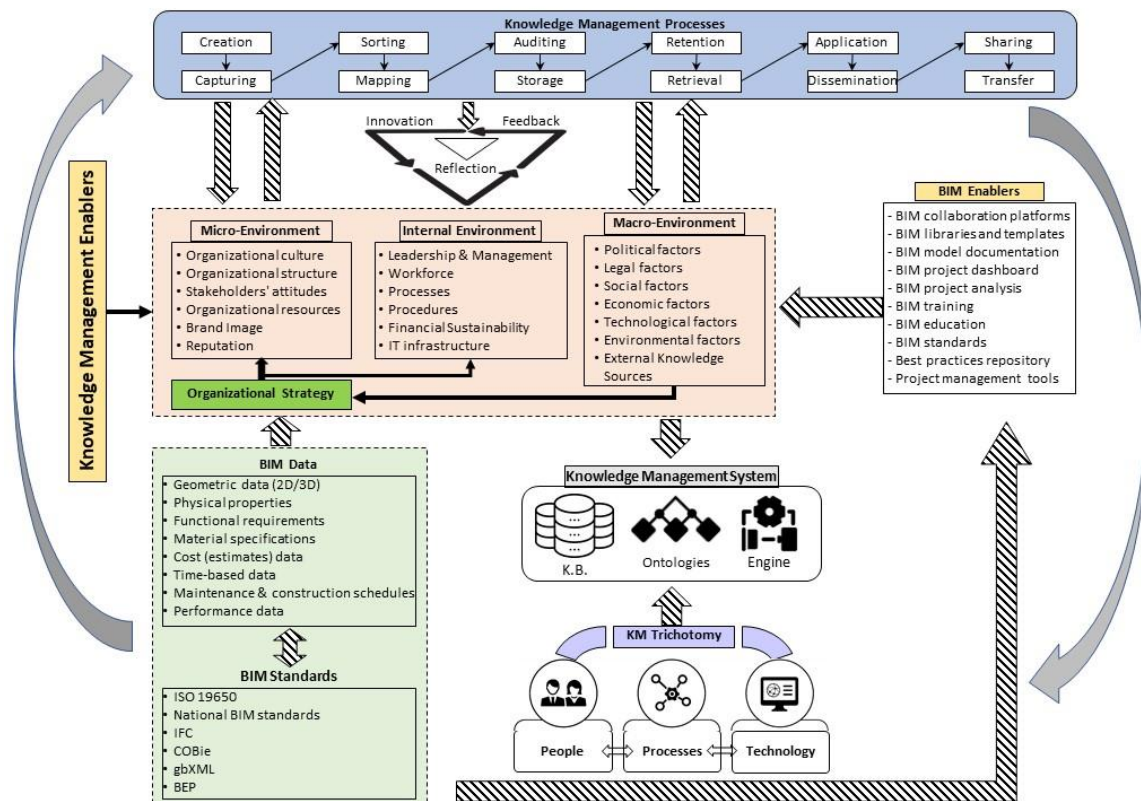 Knowledge Management Processes
Creation
Sorting
Auditing
Retention
Application
Sharing
Capturing
Mapping
Storage
Retrieval
Dissemination
Transfer
Innovation
Feedback
Reflection
Knowledge Management Enablers
Micro-Environment
• Organizational culture
• Organizational structure
• Stakeholders' attitudes
• Organizational resources
• Brand Image
• Reputation
Internal Environment
• Leadership & Management
• Workforce
• Processes
• Procedures
• Financial Sustainability
• IT infrastructure
Macro-Environment
• Political factors
• Legal factors
• Social factors
• Economic factors
• Technological factors
• Environmental factors
• External Knowledge
Sources
Organizational Strategy
BIM Enablers
- BIM collaboration platforms
- BIM libraries and templates
- BIM model documentation
- BIM project dashboard
- BIM project analysis
- BIM training
- BIM education
- BIM standards
- Best practices repository
- Project management tools
BIM Data
• Geometric data (2D/3D)
• Physical properties
• Functional requirements
• Material specifications
• Cost (estimates) data
• Time-based data
• Maintenance & construction schedules
• Performance data
BIM Standards
• ISO 19650
• National BIM standards
• IFC
• COBie
• gbXML
• BEP
Knowledge Management System
K.B.
Ontologies
Engine
KM Trichotomy
People
Processes
Technology